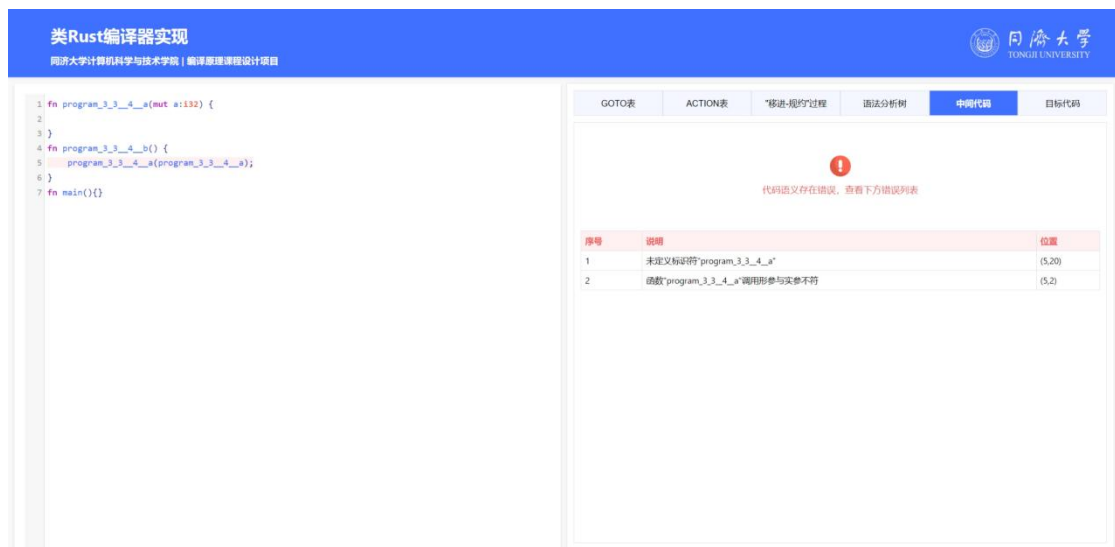 类Rust编译器实现
同济大学计算机科学与技术学院 | 编译原理课程设计项目
同济大学
TONGJI UNIVERSITY
1 fn program_3_3__4__a(mut a:i32) {
2
3 }
4 fn program_3_3__4__b() {
5 program_3_3__4__a(program_3_3__4__a);
6 }
7 fn main(){}
GOTO表 ACTION表 "移进-规约"过程 语法分析树 中间代码 目标代码
代码语义存在错误，查看下方错误列表
序号 说明 位置
1 未定义标识符"program_3_3__4__a" (5,20)
2 函数"program_3_3__4__a"调用形参与实参不符 (5,2)